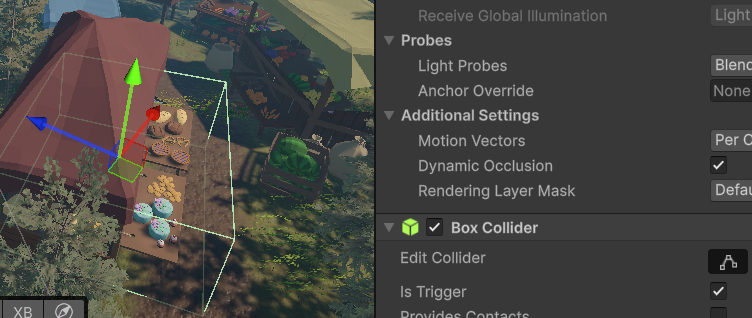 Receive Global Illumination
Light
Probes
Light Probes
Blend
Anchor Override
None
Additional Settings
Motion Vectors
Per O
Dynamic Occlusion
Rendering Layer Mask
Defau
Box Collider
Edit Collider
Is Trigger
Provides Contacts
XB